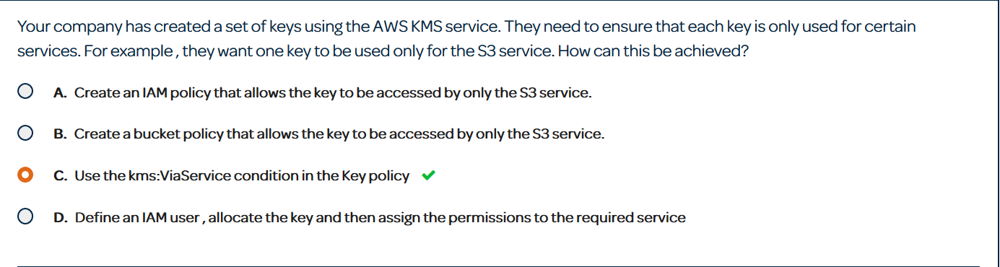 Your company has created a set of keys using the AWS KMS service. They need to ensure that each key is only used for certain
services. For example , they want one key to be used only for the S3 service. How can this be achieved?
A. Create an IAM policy that allows the key to be accessed by only the S3 service.
B. Create a bucket policy that allows the key to be accessed by only the S3 service.
C. Use the kms:ViaService condition in the Key policy
D. Define an IAM user , allocate the key and then assign the permissions to the required service